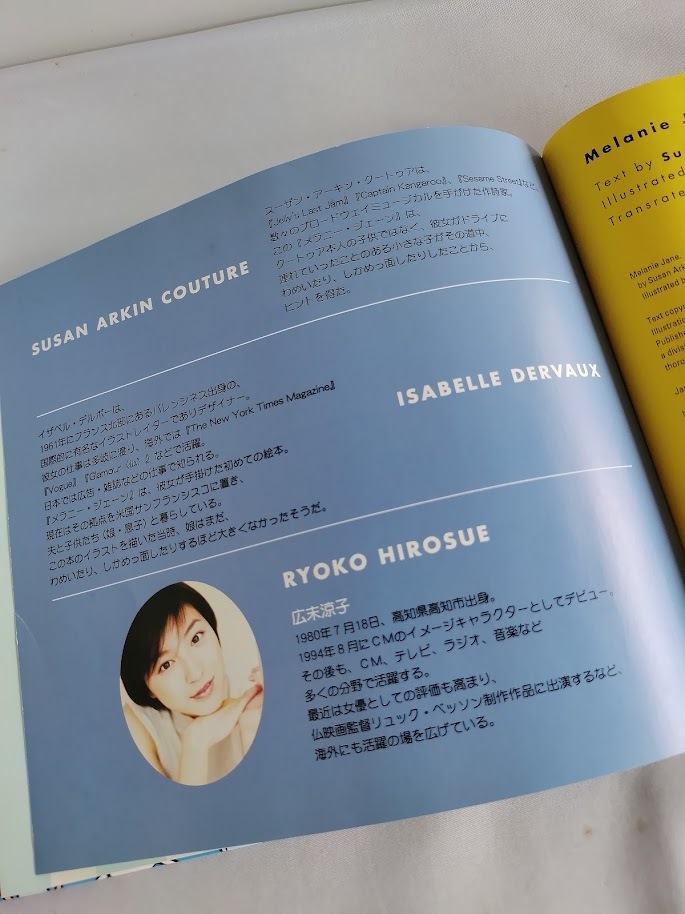 SUSAN ARKIN COUTURE
スーザン・アーキン・クートゥアは、
『Jelly's Last Jam』『Captain Kangaroo』、『Sesame Street』など、
数々のブロードウェイミュージカルを手がけた作詩家。
この『メラニー・ジェーン』は、
クートゥア本人の子供ではなく、彼女がドライブに
連れていったことのある小さな子がその道中、
わめいたり、しかめっ面したりしたことから、
ヒントを得た。
ISABELLE DERVAUX
イザベル・デルボーは、
1961年にフランス北部にあるバレンシネス出身の、
国際的に有名なイラストレイターでありデザイナー。
彼女の仕事は多岐に渡り、海外では『The New York Times Magazine』
『Vogue』『Glamour (US)』などで活躍。
日本では広告・雑誌などの仕事で知られる。
『メラニー・ジェーン』は、彼女が手掛けた初めての絵本。
現在はその拠点を米国サンフランシスコに置き、
夫と子供たち(娘・息子)と暮らしている。
この本のイラストを描いた当時、娘はまだ、
わめいたり、しかめっ面したりするほど大きくなかったそうだ。
RYOKO HIROSUE
広末涼子
1980年7月18日、高知県高知市出身。
1994年8月にCMのイメージキャラクターとしてデビュー。
その後も、CM、テレビ、ラジオ、音楽など
多くの分野で活躍する。
最近は女優としての評価も高まり、
仏映画監督リュック・ベッソン制作作品に出演するなど、
海外にも活躍の場を広げている。
Melanie
Text by Su
Illustrated
Transrate
Melanie Jane.
by Susan Ark
Illustrated b
Text copyr
Illustration
Publishe
a divis
thoro
Ja